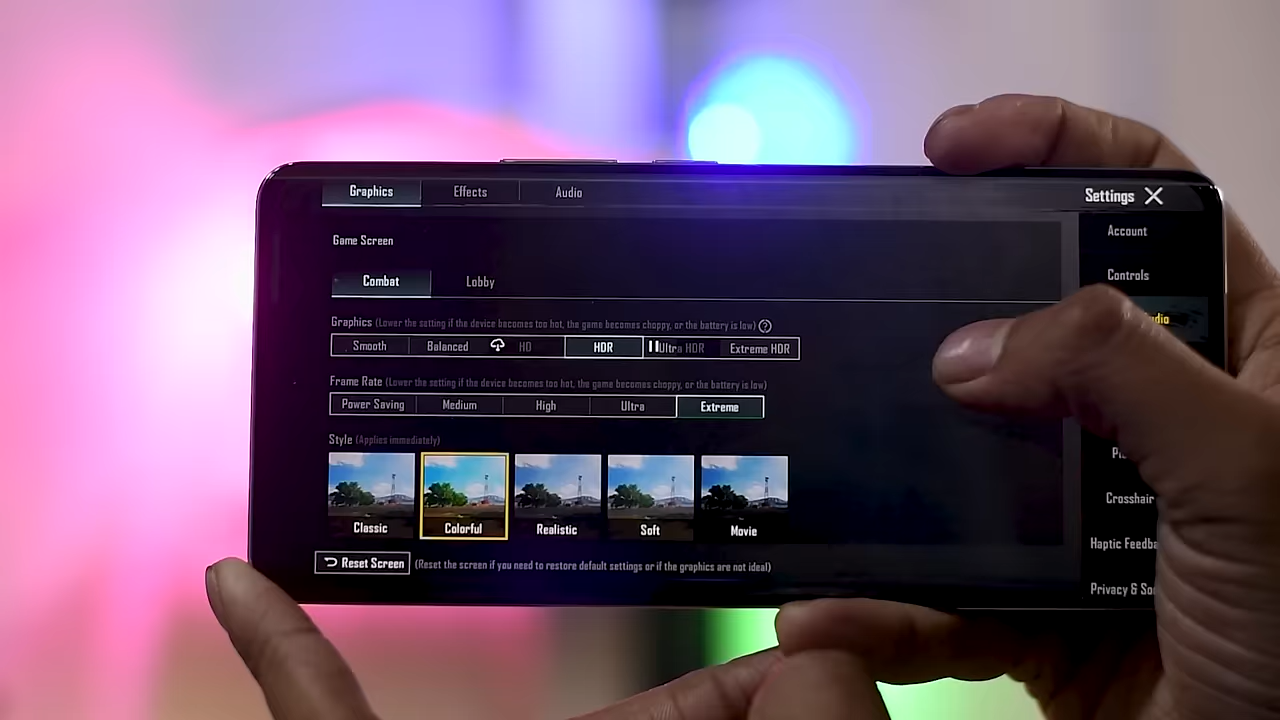 Graphics Effects Audio Settings
Account
Game Screen
Controls
Combat Lobby
Graphics (Lower the setting if the device becomes too hot, the game becomes choppy, or the battery is low) ?
Smooth Balanced HD HDR Ultra HDR Extreme HDR
Frame Rate (Lower the setting if the device becomes too hot, the game becomes choppy, or the battery is low)
Power Saving Medium High Ultra Extreme
Style (Applies immediately)
Classic Colorful Realistic Soft Movie
Crosshair
Haptic Feedba
Reset Screen (Reset the screen if you need to restore default settings or if the graphics are not ideal)
Privacy &